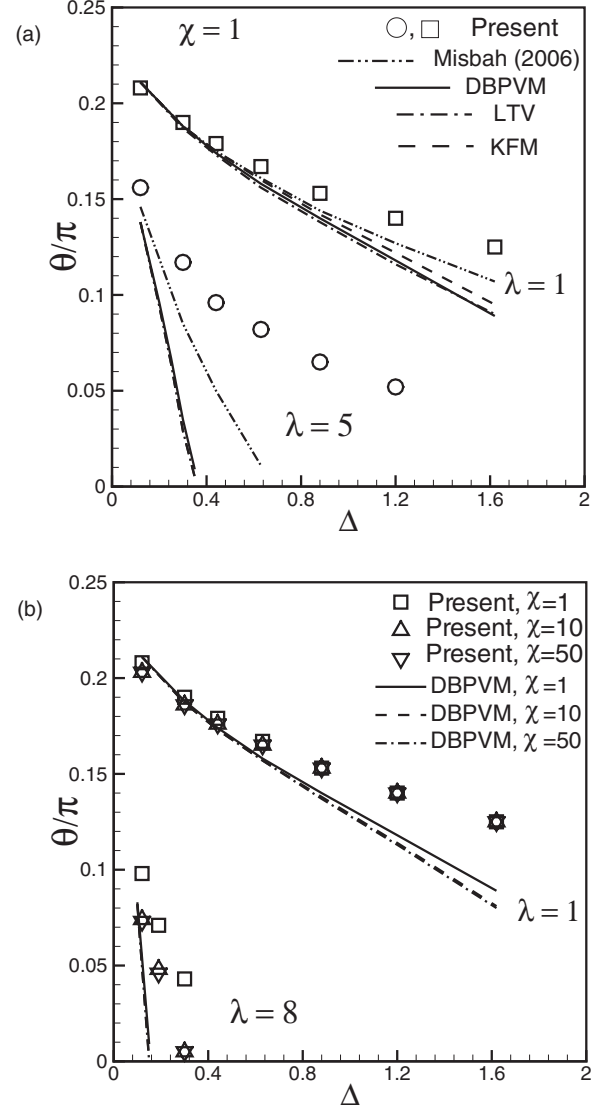 (a)
χ = 1
○, □ Present
Misbah (2006)
DBPVM
LTV
KFM
0.25
0.2
0.15
0.1
0.05
0
θ/π
λ = 1
λ = 5
0 0.4 0.8 1.2 1.6 2
Δ
(b)
Present, χ=1
Present, χ=10
Present, χ=50
DBPVM, χ=1
DBPVM, χ=10
DBPVM, χ=50
0.25
0.2
0.15
0.1
0.05
0
θ/π
λ = 1
λ = 8
0 0.4 0.8 1.2 1.6 2
Δ